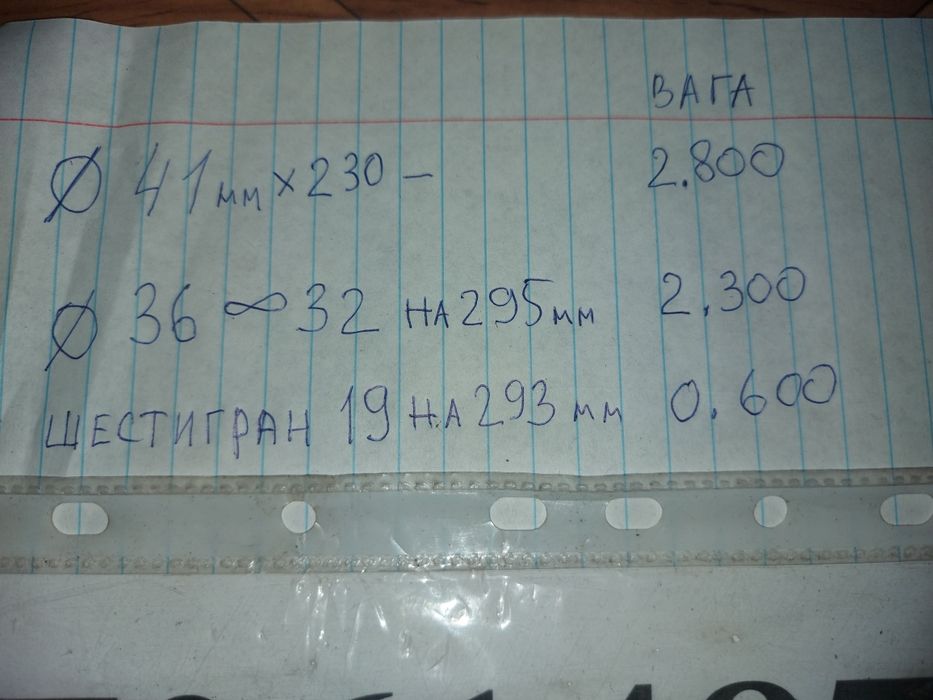 ВАГА
Ø 41мм×230 – 2.800
Ø 36 ∞ 32 НА 295мм 2.300
ШЕСТИГРАН 19 НА 293 мм 0.600